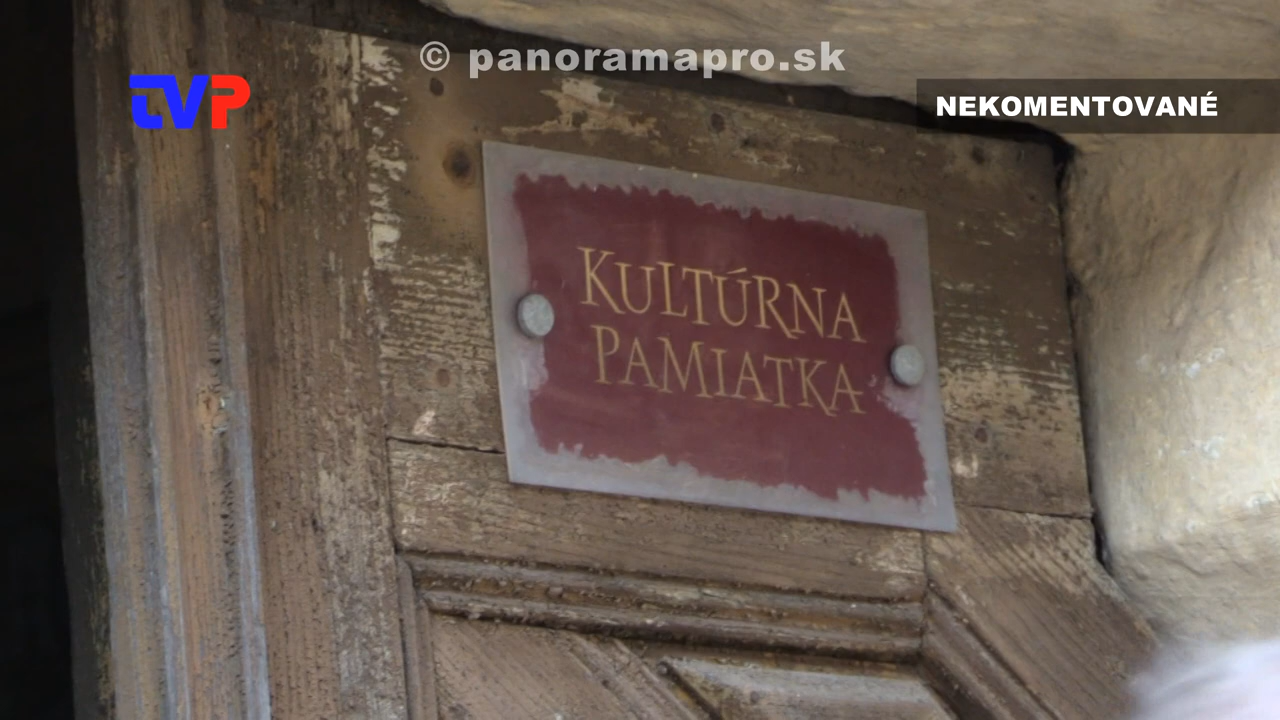 © panoramapro.sk
TVP
NEKOMENTOVANÉ
KULTÚRNA
PAMIATKA